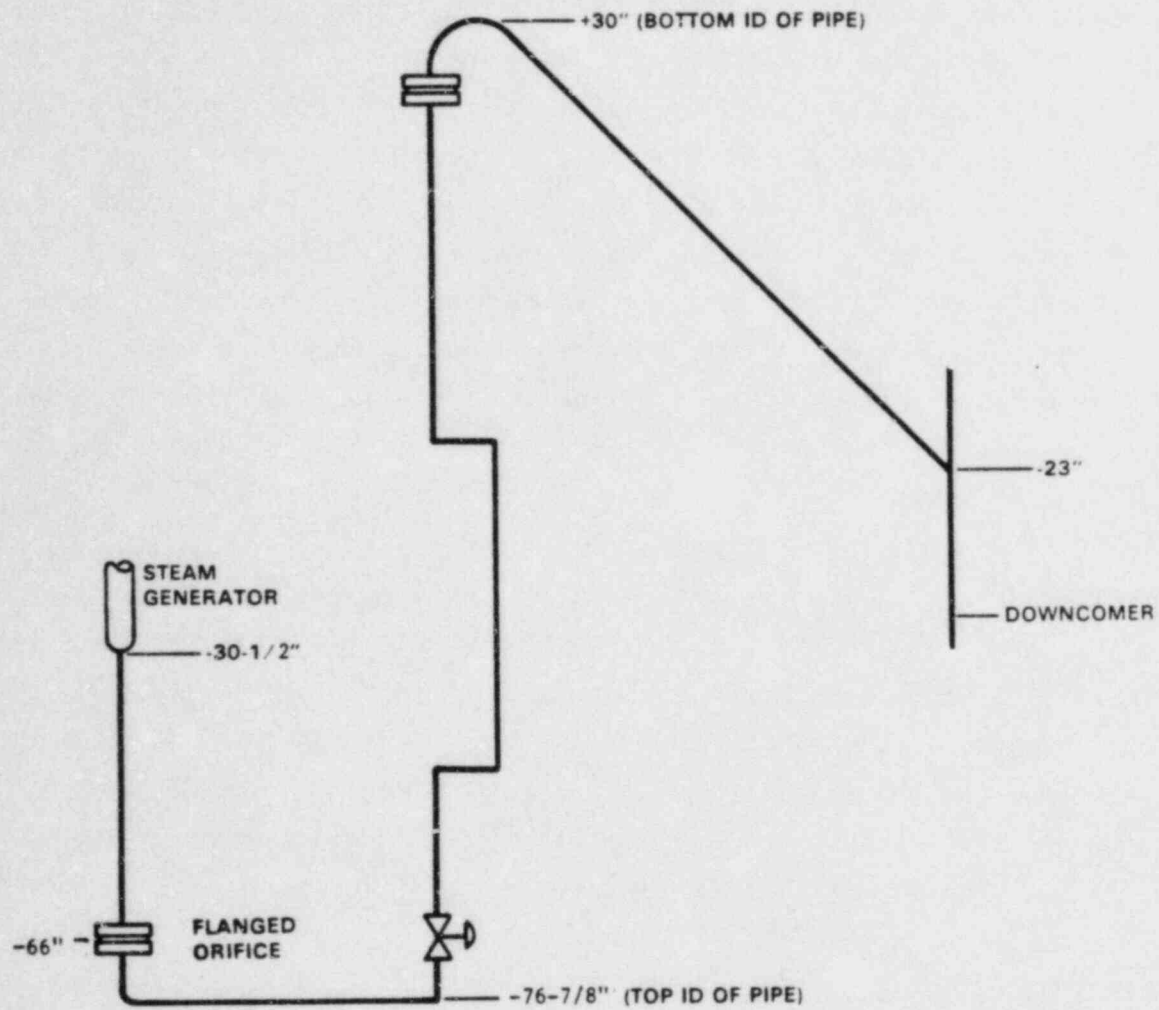 +30" (BOTTOM ID OF PIPE)
-23"
STEAM
GENERATOR
-30-1/2"
DOWNCOMER
-66"
FLANGED
ORIFICE
-76-7/8" (TOP ID OF PIPE)